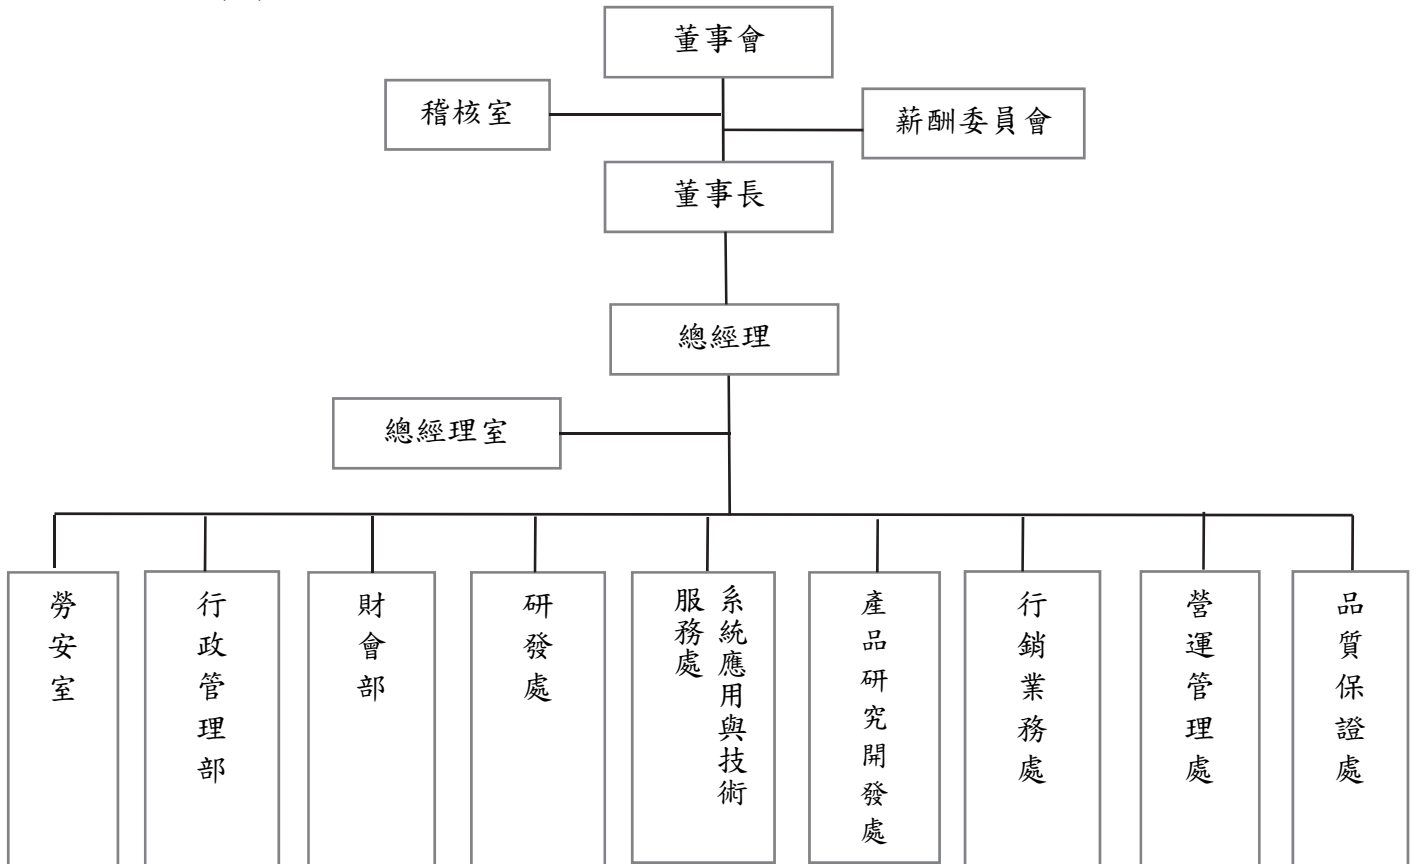 董事會
稽核室
薪酬委員會
董事長
總經理
總經理室
勞安室
行政管理部
財會部
研發處
系統應用與技術
服務處
產品研究開發處
行銷業務處
營運管理處
品質保證處